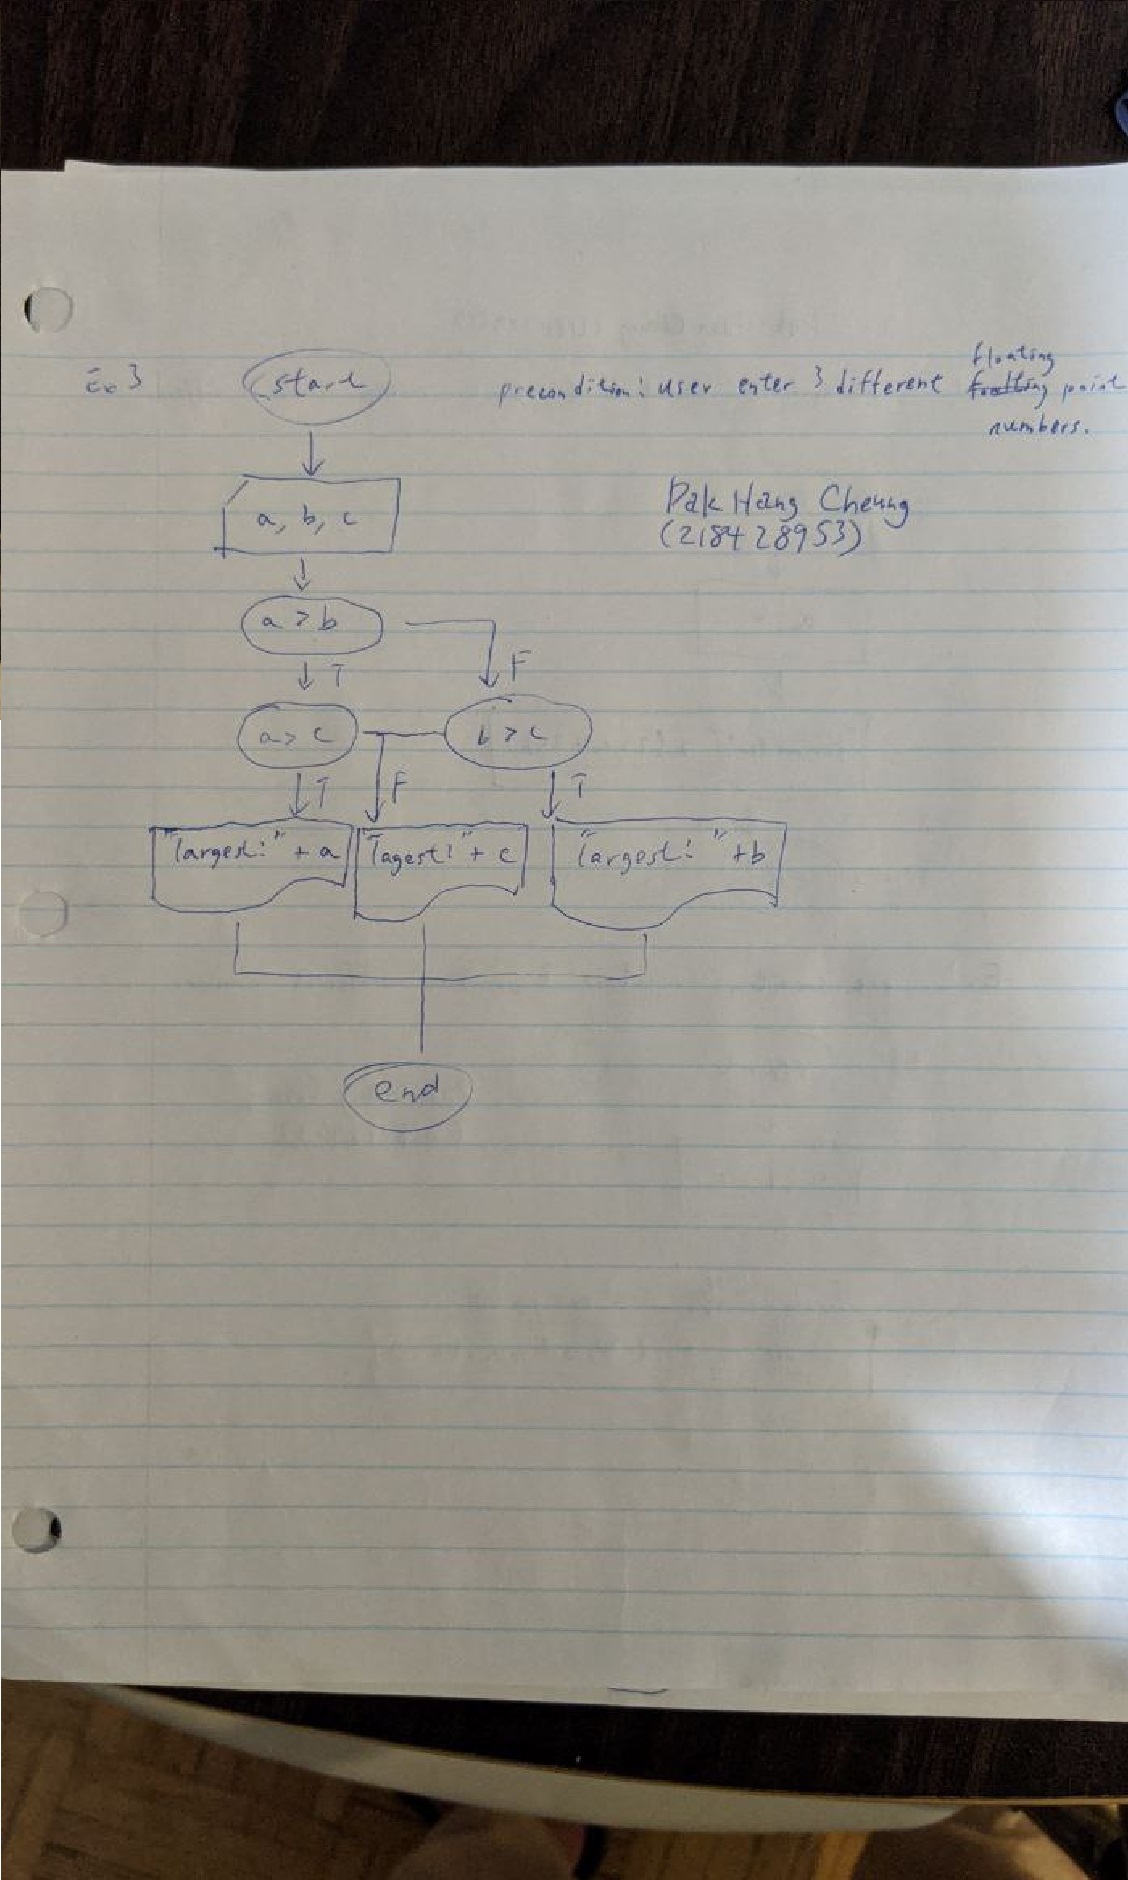 Ex 3
start
precondition: user enter 3 different floating point
numbers.
a, b, c
Pak Hang Cheung
(218428953)
a > b
T
F
a > c
b > c
T
F
T
"largest: " + a
"lagest: " + c
"largest: " + b
end